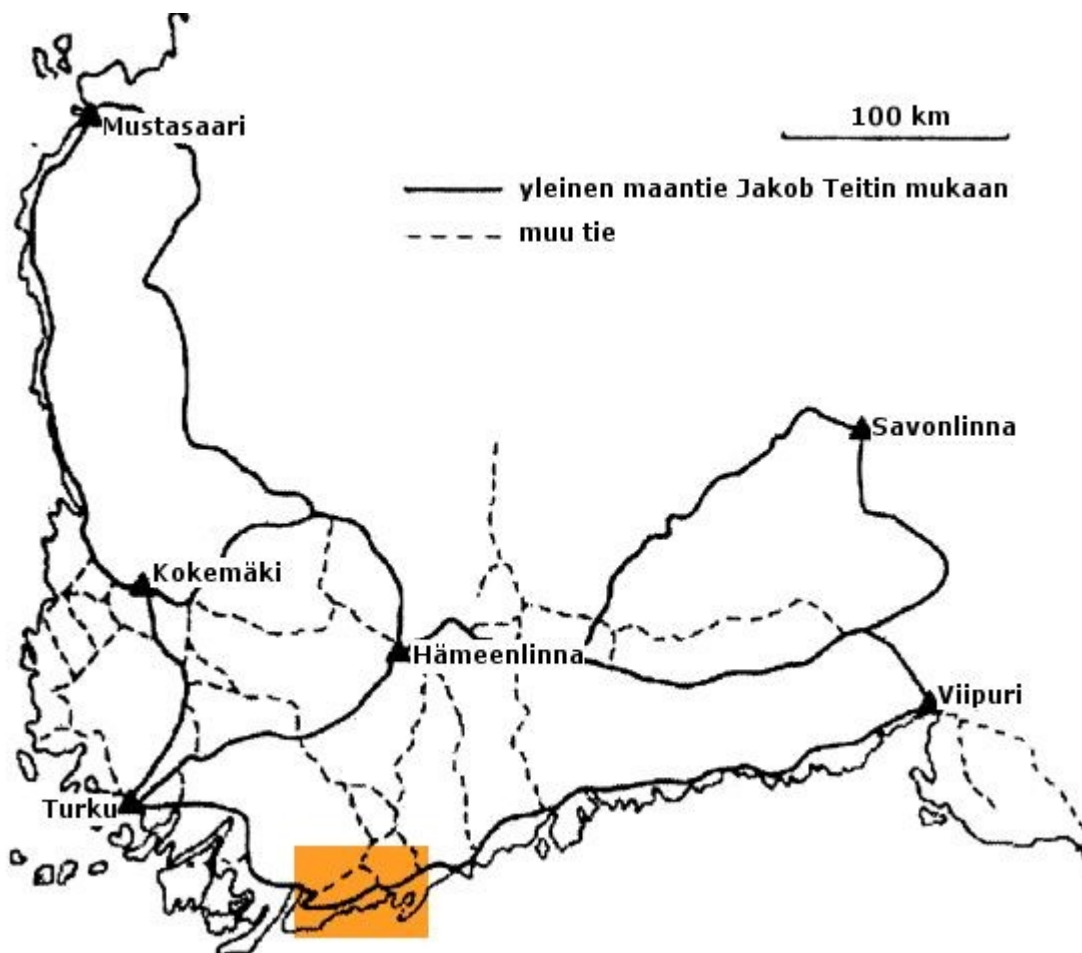 100 km
Mustasaari
yleinen maantie Jakob Teitin mukaan
muu tie
Savonlinna
Kokemäki
Hämeenlinna
Viipuri
Turku